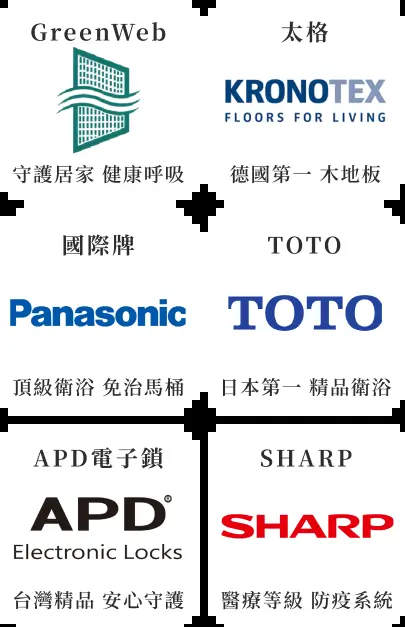 GreenWeb
守護居家 健康呼吸
太格
KRONOTEX
FLOORS FOR LIVING
德國第一 木地板
國際牌
Panasonic
頂級衛浴 免治馬桶
TOTO
TOTO
日本第一 精品衛浴
APD電子鎖
APD®
Electronic Locks
台灣精品 安心守護
SHARP
SHARP
醫療等級 防疫系統